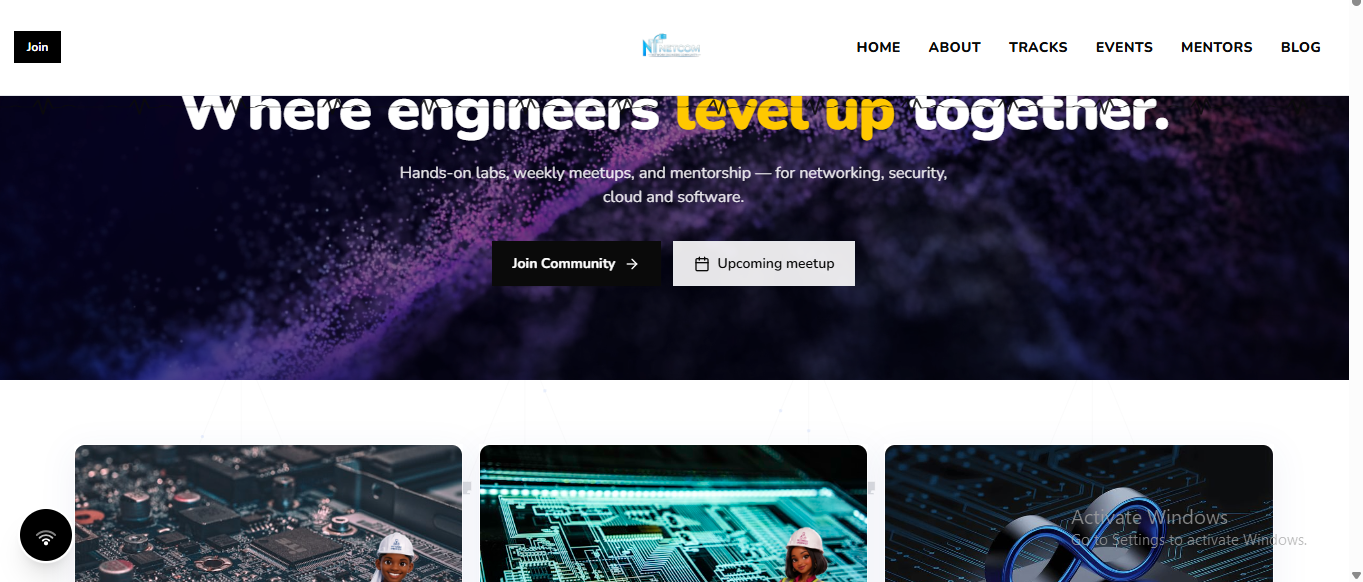 Join
NETCOM
HOME
ABOUT
TRACKS
EVENTS
MENTORS
BLOG
Where engineers level up together.
Hands-on labs, weekly meetups, and mentorship — for networking, security,
cloud and software.
Join Community
Upcoming meetup
Activate Windows
Go to Settings to activate Windows.